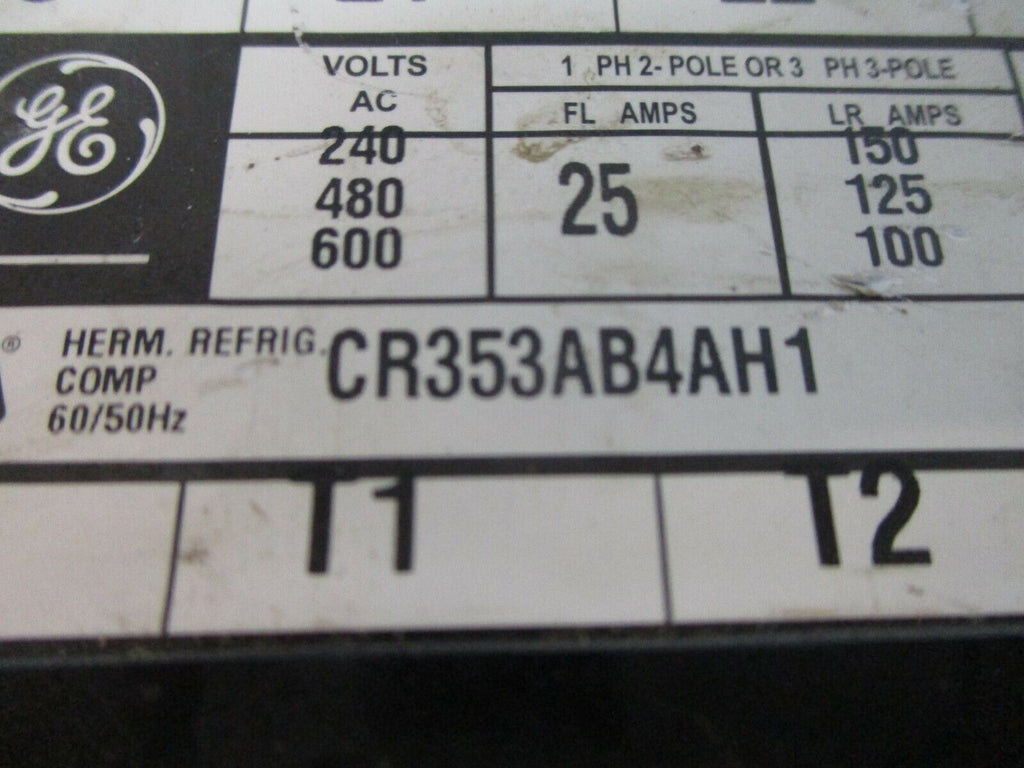 GE
VOLTS
AC
1 PH 2-POLE OR 3 PH 3-POLE
FL AMPS
LR AMPS
240
480
600
25
150
125
100
® HERM. REFRIG.
COMP
60/50Hz
CR353AB4AH1
T1
T2